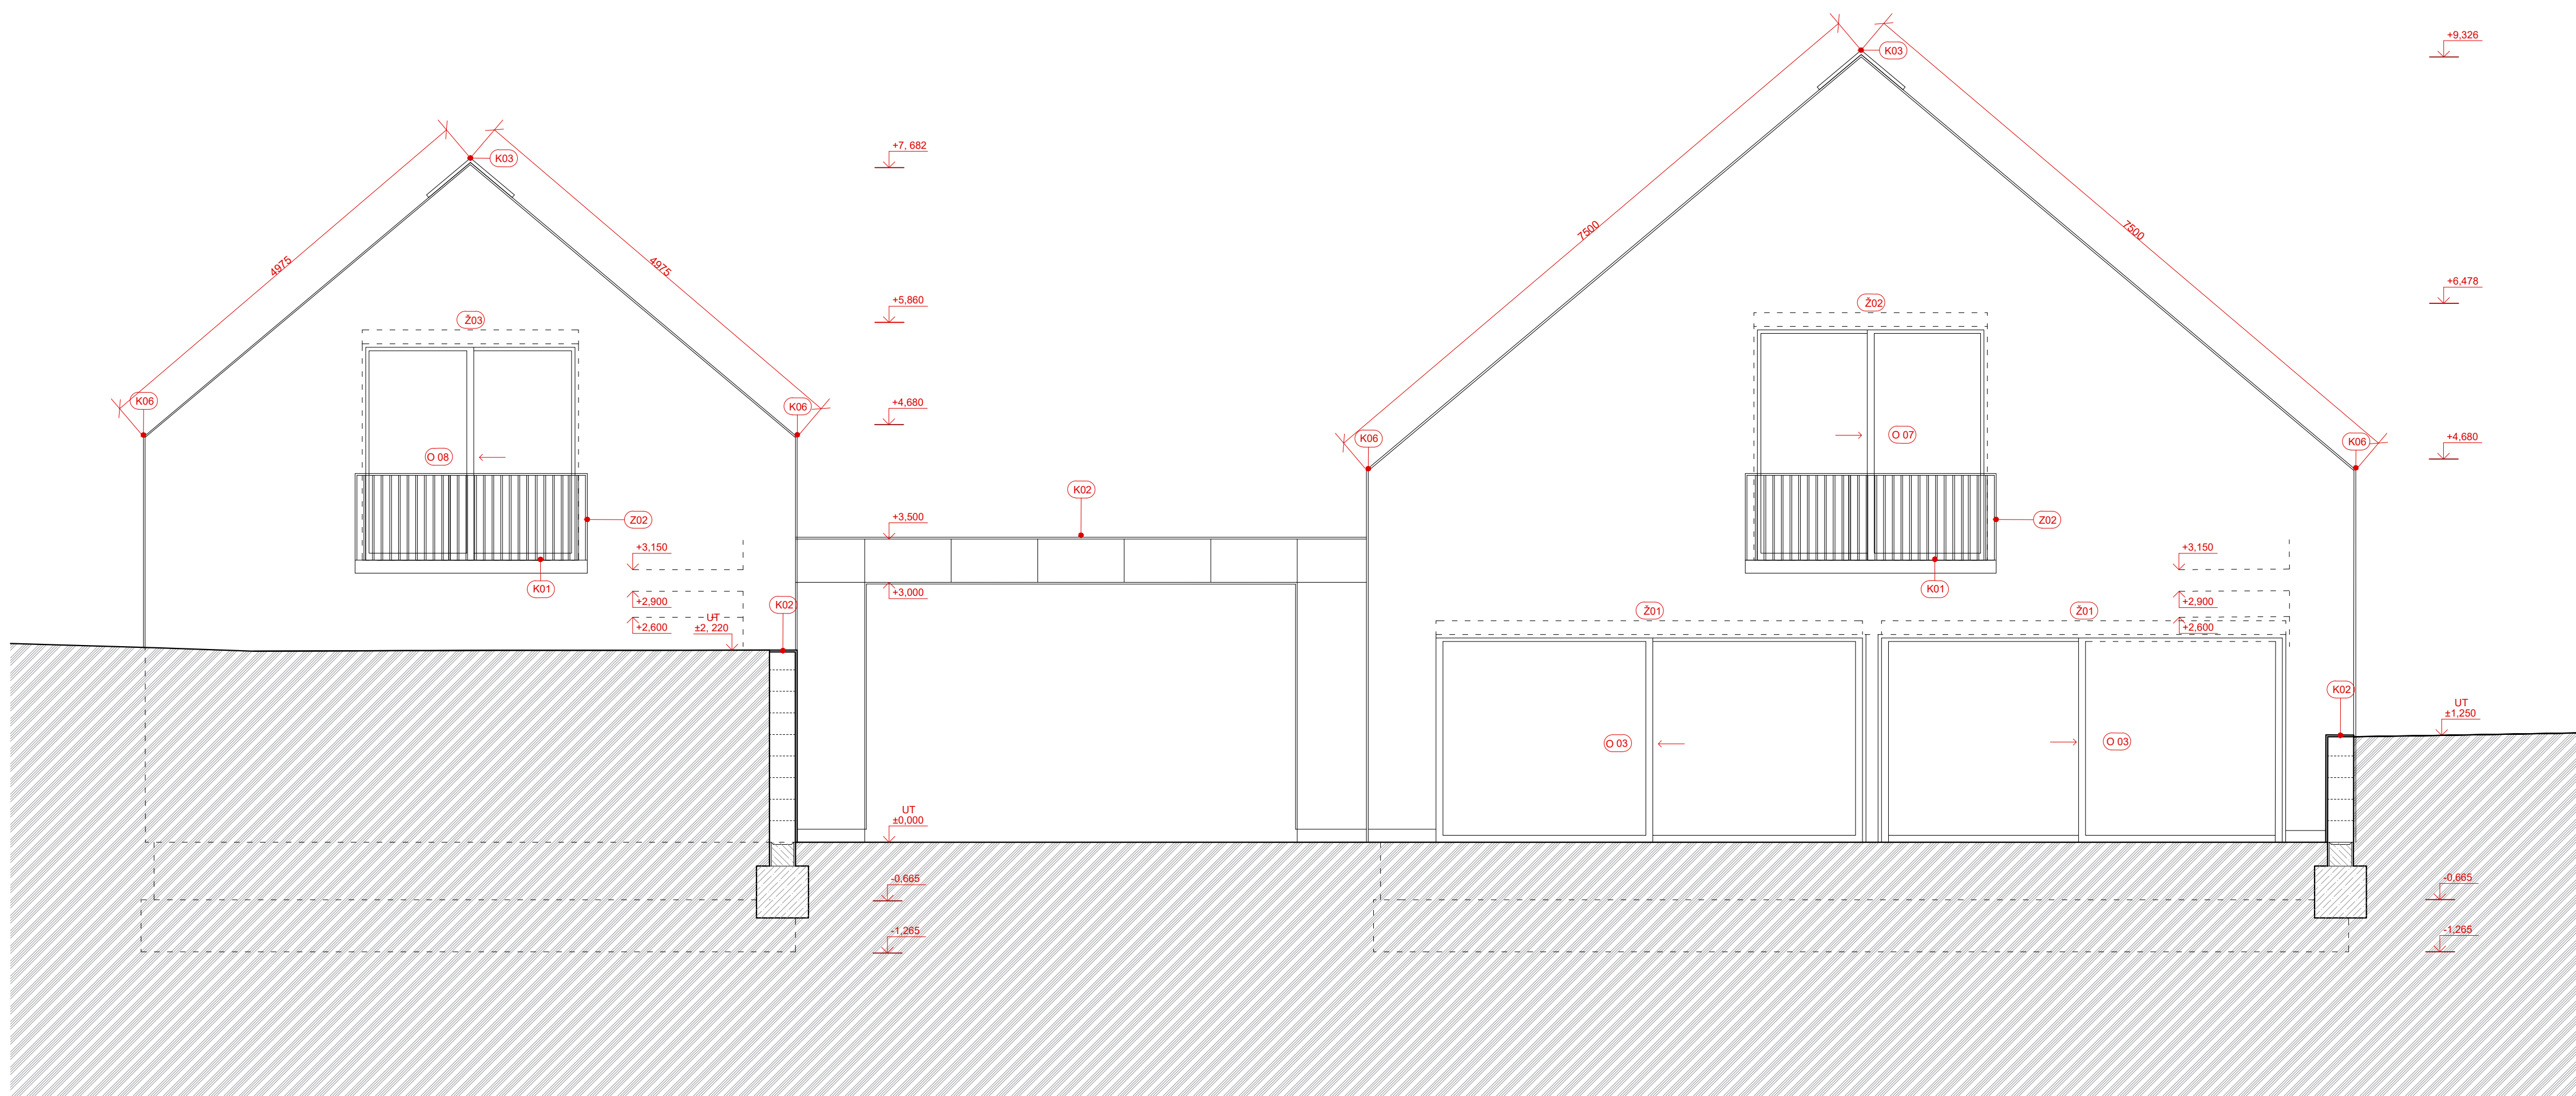 K03
+9,326
+7, 682
K03
7500
7500
4975
4975
+6,478
+5,860
Ž02
Ž03
K06
K06
+4,680
K06
O 07
K06
+4,680
O 08
K02
+3,500
Z02
Z02
+3,150
+3,150
K01
K01
+3,000
+2,900
+2,900
K02
Ž01
Ž01
UT
±2, 220
+2,600
+2,600
K02
UT
±1,250
O 03
O 03
UT
±0,000
-0,665
-0,665
-1,265
-1,265